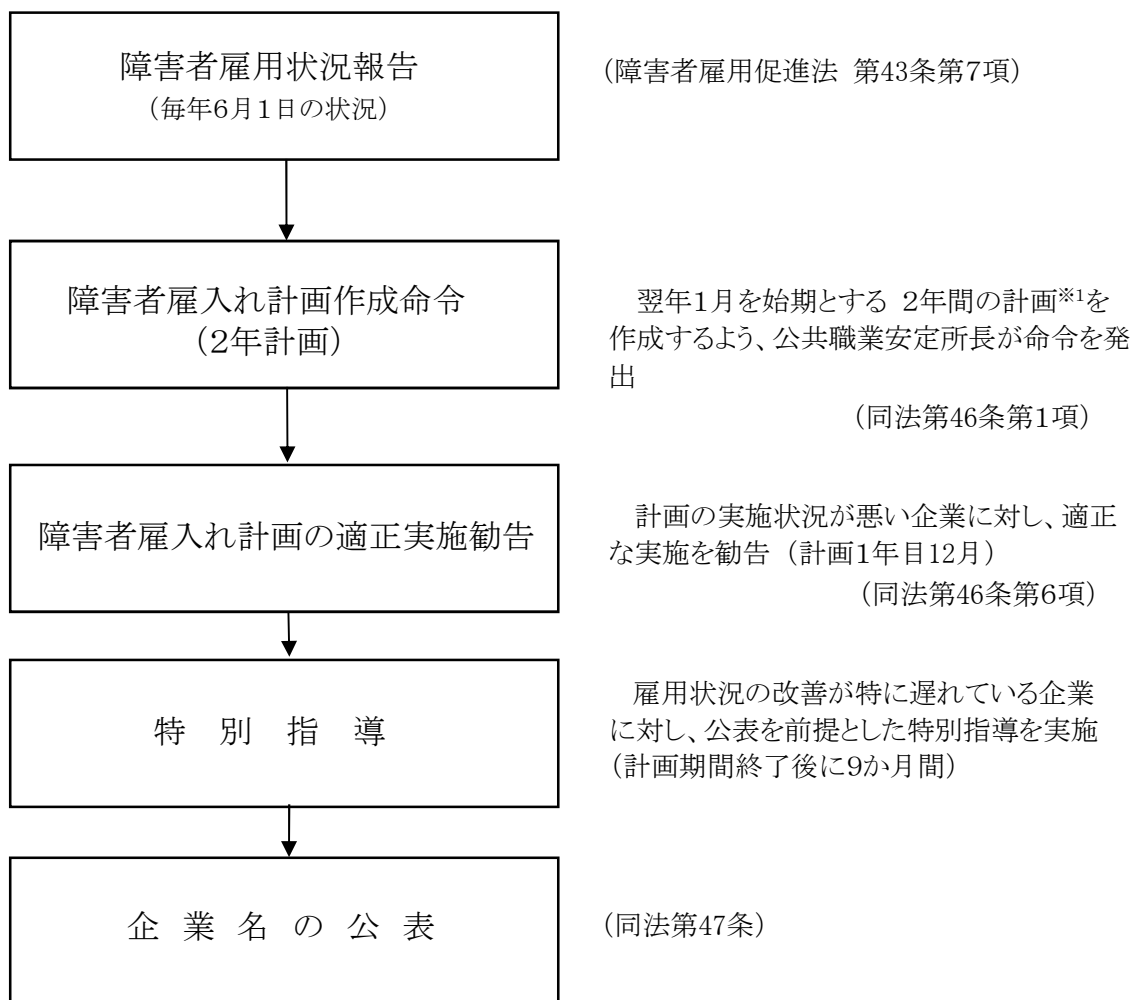 障害者雇用状況報告
（毎年６月１日の状況）
（障害者雇用促進法 第43条第７項）
障害者雇入れ計画作成命令
（２年計画）
翌年１月を始期とする ２年間の計画※1を
作成するよう、公共職業安定所長が命令を発
出
（同法第46条第１項）
障害者雇入れ計画の適正実施勧告
計画の実施状況が悪い企業に対し、適正
な実施を勧告（計画１年目12月）
（同法第46条第６項）
特 別 指 導
雇用状況の改善が特に遅れている企業
に対し、公表を前提とした特別指導を実施
（計画期間終了後に９か月間）
企 業 名 の 公 表
（同法第47条）